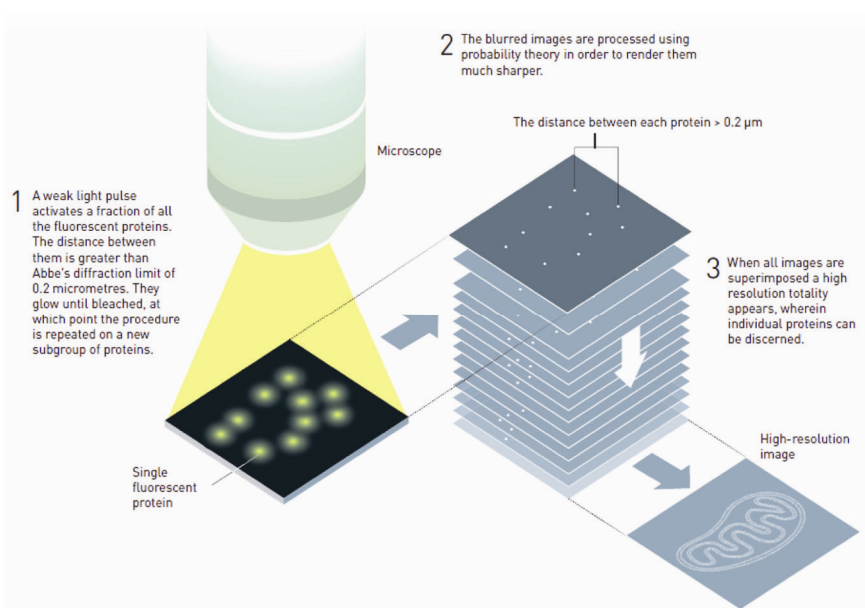 1
A weak light pulse
activates a fraction of all
the fluorescent proteins.
The distance between
them is greater than
Abbe's diffraction limit of
0.2 micrometres. They
glow until bleached, at
which point the procedure
is repeated on a new
subgroup of proteins.
Microscope
Single
fluorescent
protein
2
The blurred images are processed using
probability theory in order to render them
much sharper.
The distance between each protein > 0.2 µm
3
When all images are
superimposed a high
resolution totality
appears, wherein
individual proteins can
be discerned.
High-resolution
image